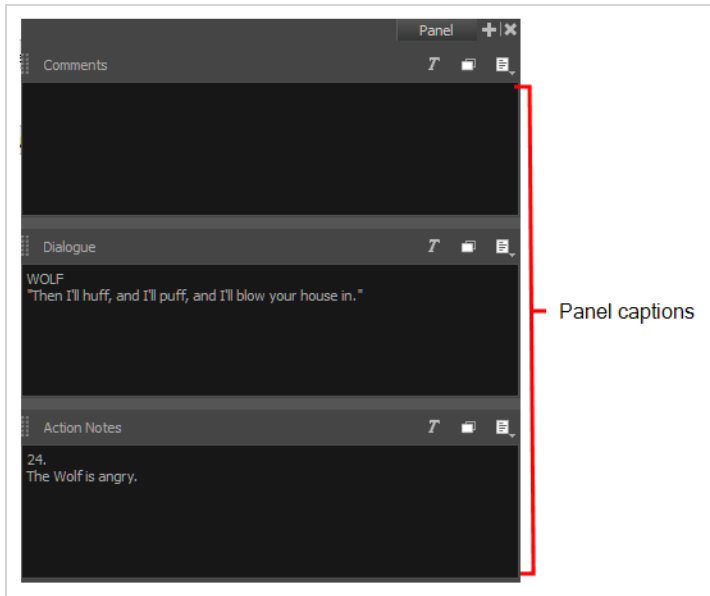 Panel
Comments
T
Dialogue
T
WOLF
"Then I'll huff, and I'll puff, and I'll blow your house in."
Panel captions
Action Notes
T
24.
The Wolf is angry.